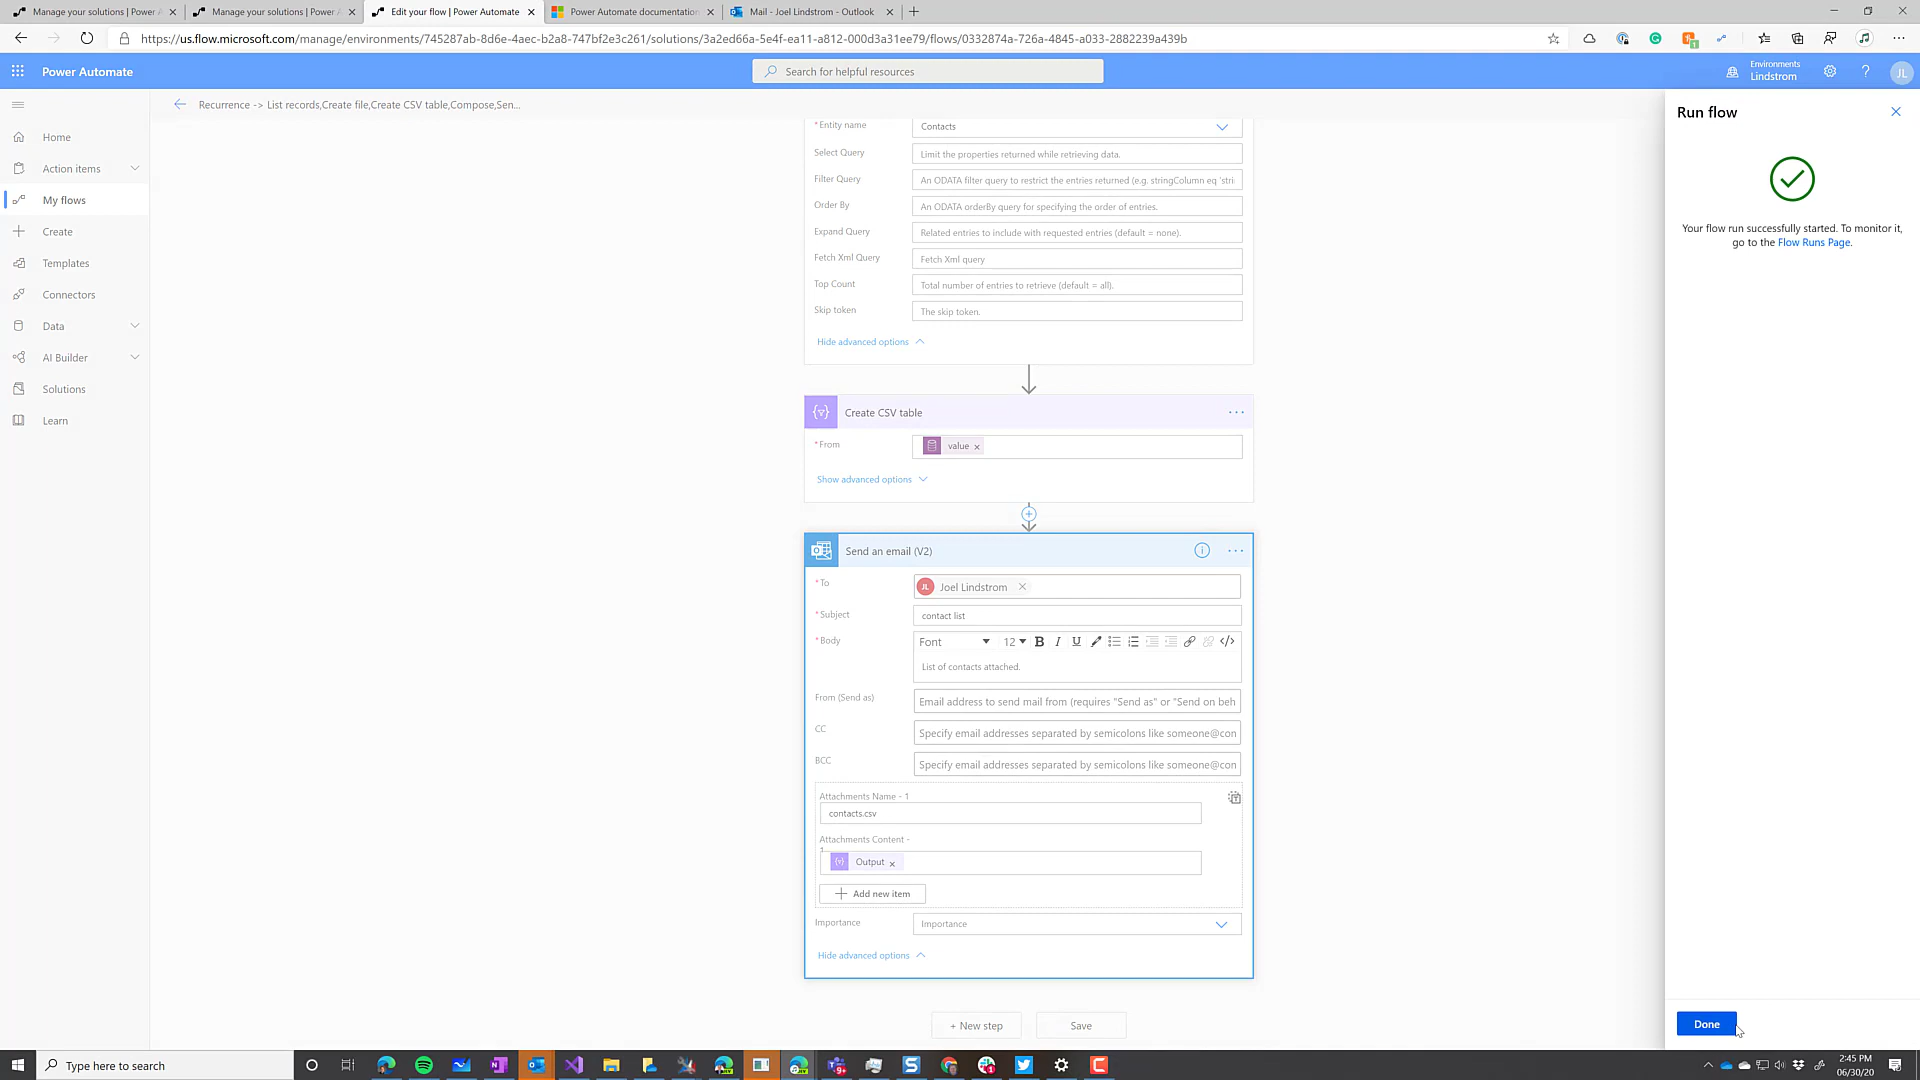 Manage your solutions | Power A
Manage your solutions | Power A
Edit your flow | Power Automate
Power Automate documentation
Mail - Joel Lindstrom - Outlook
https://us.flow.microsoft.com/manage/environments/745287ab-8d6e-4aec-b2a8-747bf2e3c261/solutions/3a2ed66a-5e4f-ea11-a812-000d3a31ee79/flows/0332874a-726a-4845-a033-2882239a439b
Power Automate
Search for helpful resources
Environments
Lindstrom
JL
Recurrence -> List records,Create file,Create CSV table,Compose,Sen...
Home
Action items
My flows
Create
Templates
Connectors
Data
AI Builder
Solutions
Learn
*Entity name
Contacts
Select Query
Limit the properties returned while retrieving data.
Filter Query
An ODATA filter query to restrict the entries returned (e.g. stringColumn eq 'stri
Order By
An ODATA orderBy query for specifying the order of entries.
Expand Query
Related entries to include with requested entries (default = none).
Fetch Xml Query
Fetch Xml query
Top Count
Total number of entries to retrieve (default = all).
Skip token
The skip token.
Hide advanced options
Create CSV table
*From
value
Show advanced options
Send an email (V2)
*To
JL
Joel Lindstrom
*Subject
contact list
*Body
Font
12
B I U
List of contacts attached.
From (Send as)
Email address to send mail from (requires "Send as" or "Send on beh
CC
Specify email addresses separated by semicolons like someone@con
BCC
Specify email addresses separated by semicolons like someone@con
Attachments Name - 1
contacts.csv
Attachments Content -
1
Output
Add new item
Importance
Importance
Hide advanced options
+ New step
Save
Run flow
Your flow run successfully started. To monitor it,
go to the Flow Runs Page.
Done
Type here to search
2:45 PM
06/30/20